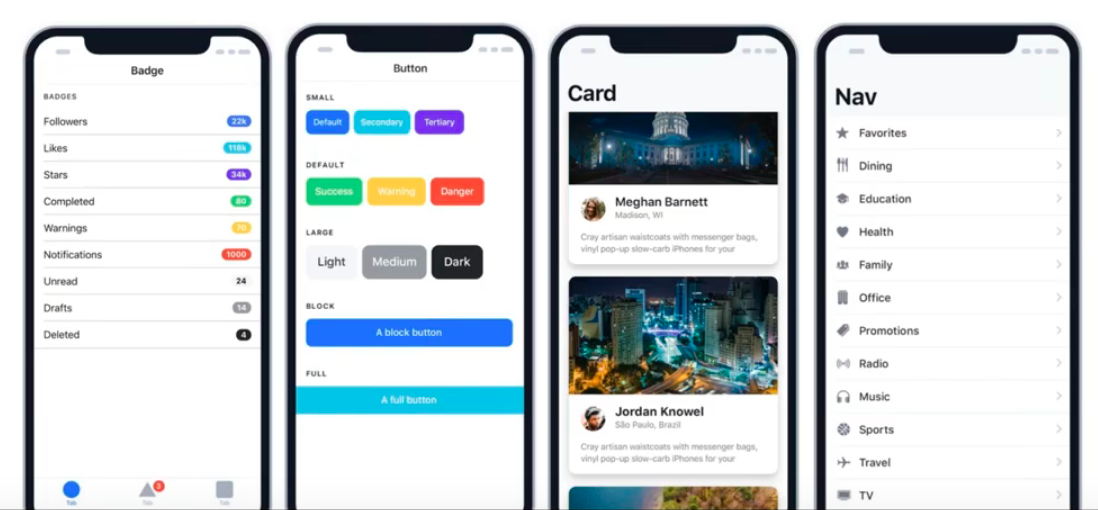 Badge
BADGES
Followers 22k
Likes 118k
Stars 34k
Completed 80
Warnings 70
Notifications 1000
Unread 24
Drafts 14
Deleted 4
3
Tab Tab Tab
Button
SMALL
Default Secondary Tertiary
DEFAULT
Success Warning Danger
LARGE
Light Medium Dark
BLOCK
A block button
FULL
A full button
Card
Meghan Barnett
Madison, WI
Cray artisan waistcoats with messenger bags,
vinyl pop-up slow-carb iPhones for your
Jordan Knowel
São Paulo, Brazil
Cray artisan waistcoats with messenger bags,
vinyl pop-up slow-carb iPhones for your
Nav
Favorites
Dining
Education
Health
Family
Office
Promotions
Radio
Music
Sports
Travel
TV